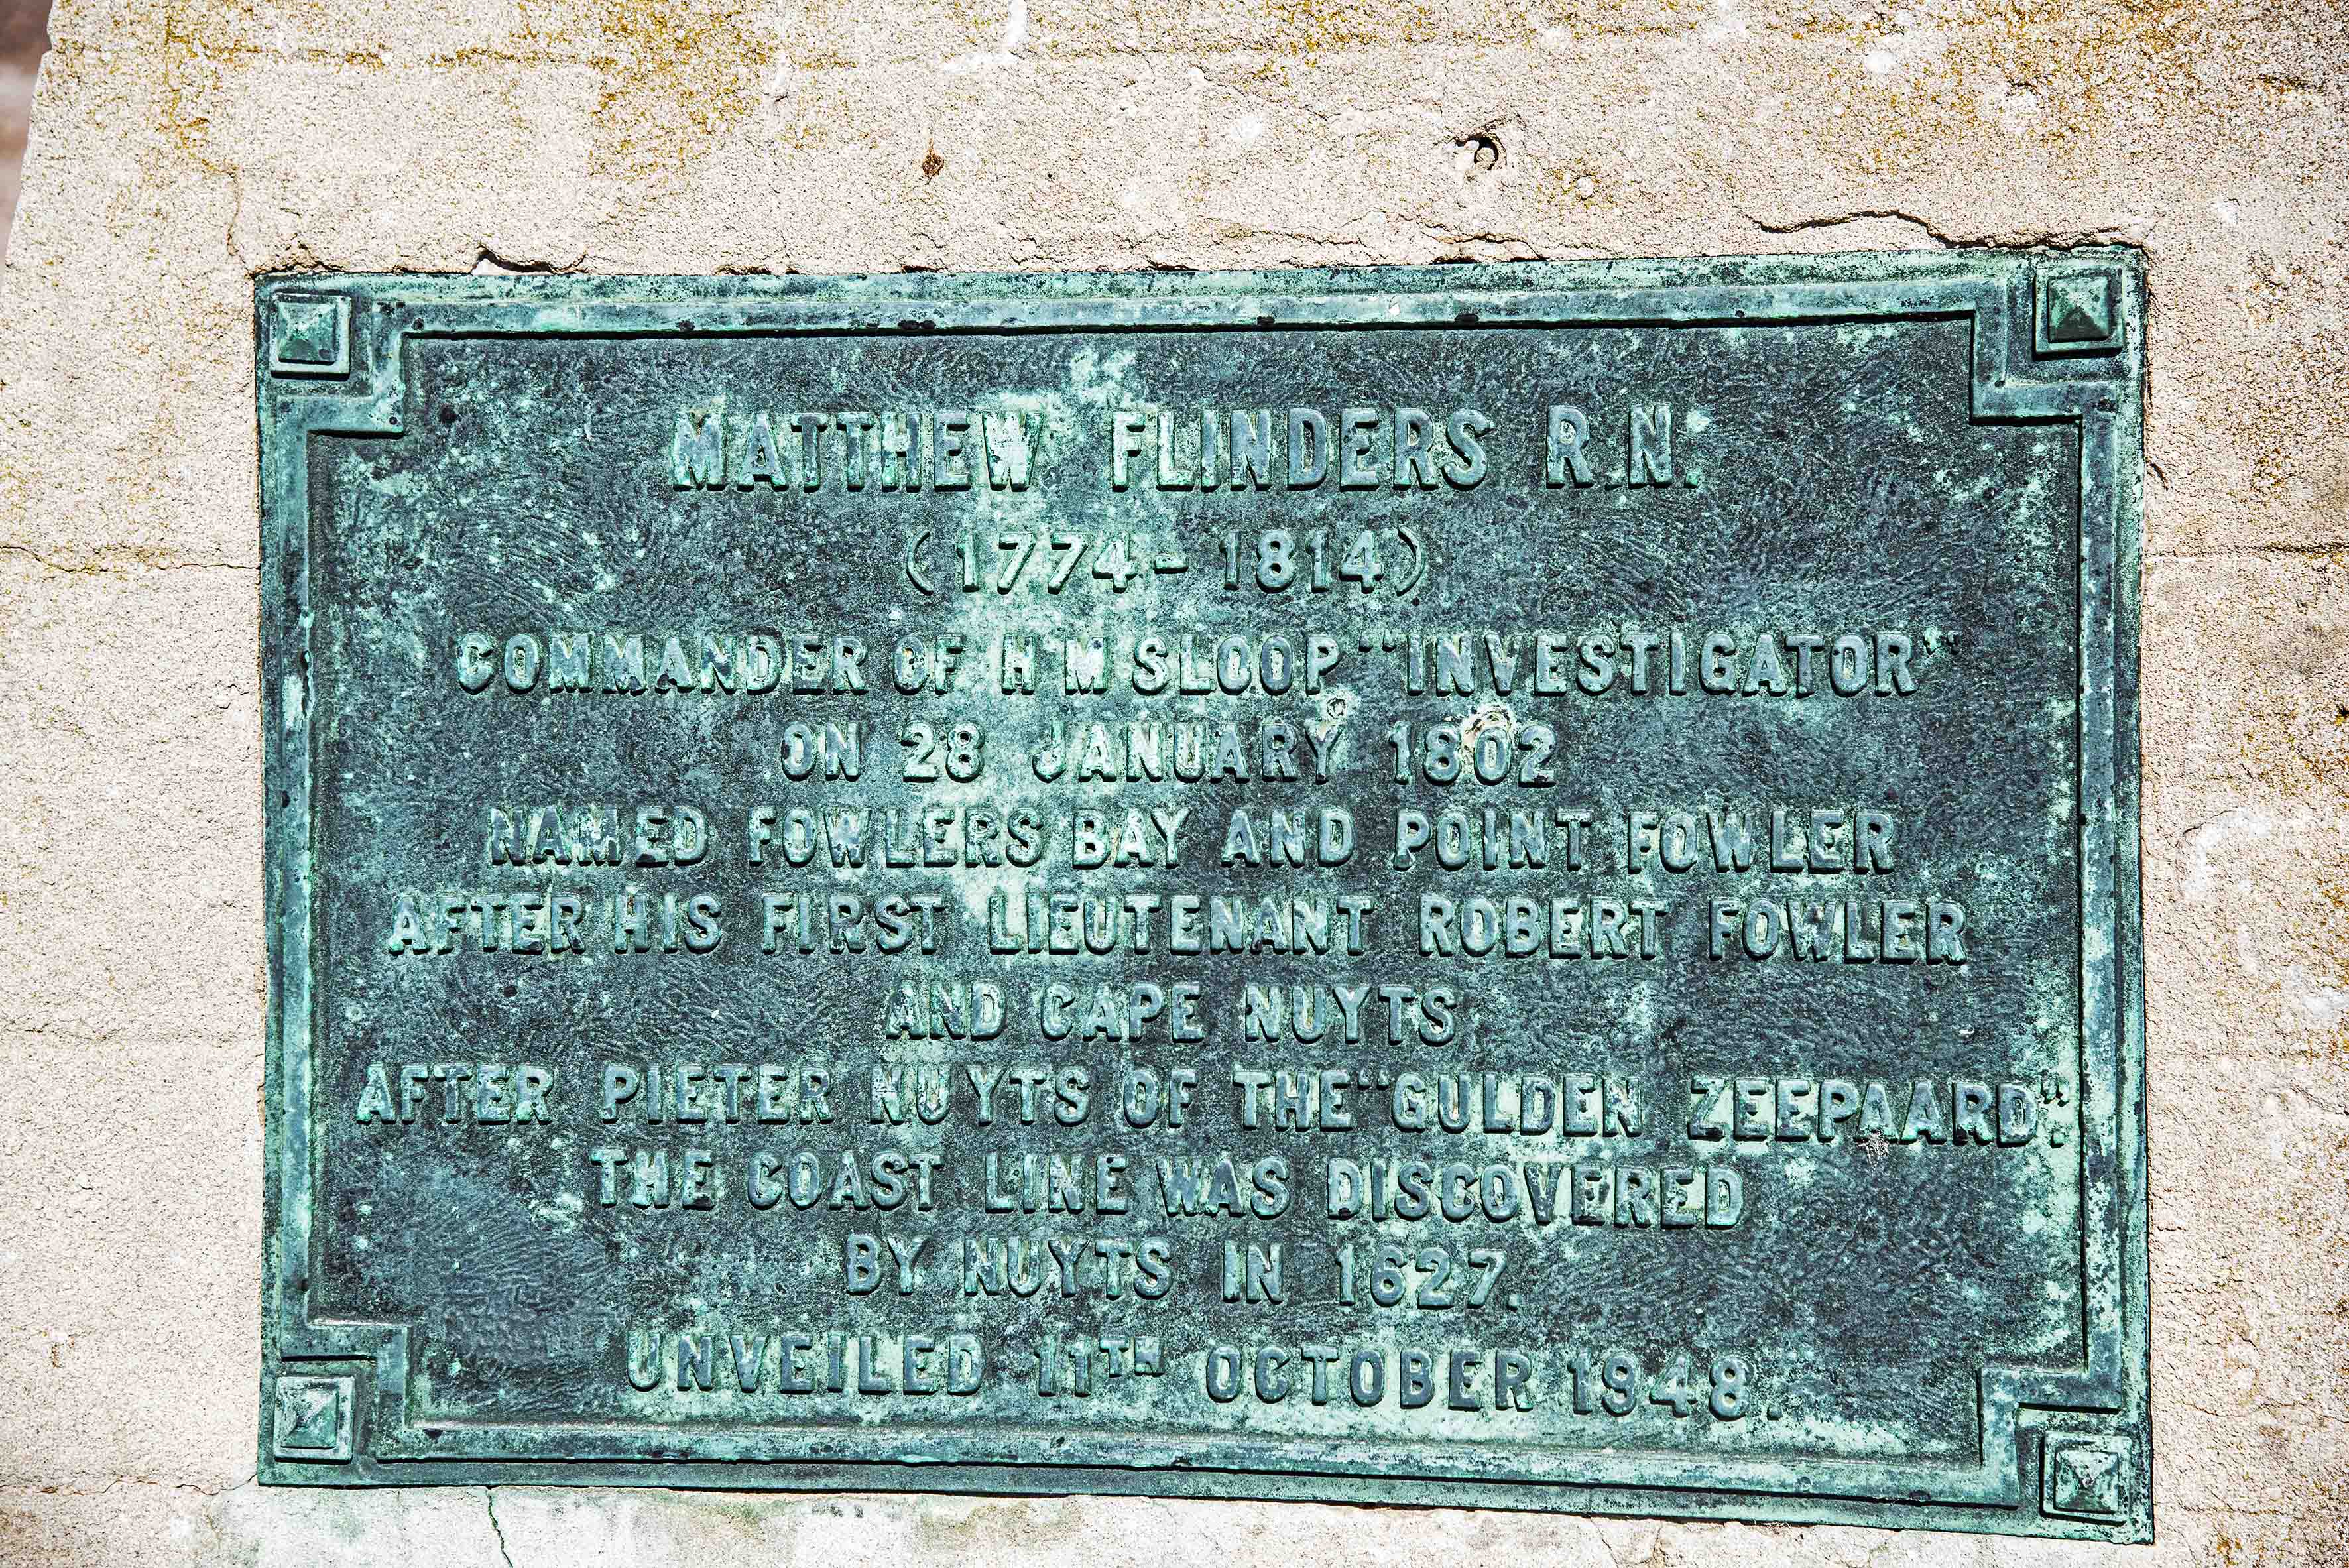 MATTHEW FLINDERS R.N.
(1774 - 1814)
COMMANDER OF H M SLOOP "INVESTIGATOR"
ON 28 JANUARY 1802
NAMED FOWLERS BAY AND POINT FOWLER
AFTER HIS FIRST LIEUTENANT ROBERT FOWLER
AND CAPE NUYTS
AFTER PIETER NUYTS OF THE "GULDEN ZEEPAARD".
THE COAST LINE WAS DISCOVERED
BY NUYTS IN 1627.
UNVEILED 11TH OCTOBER 1948.